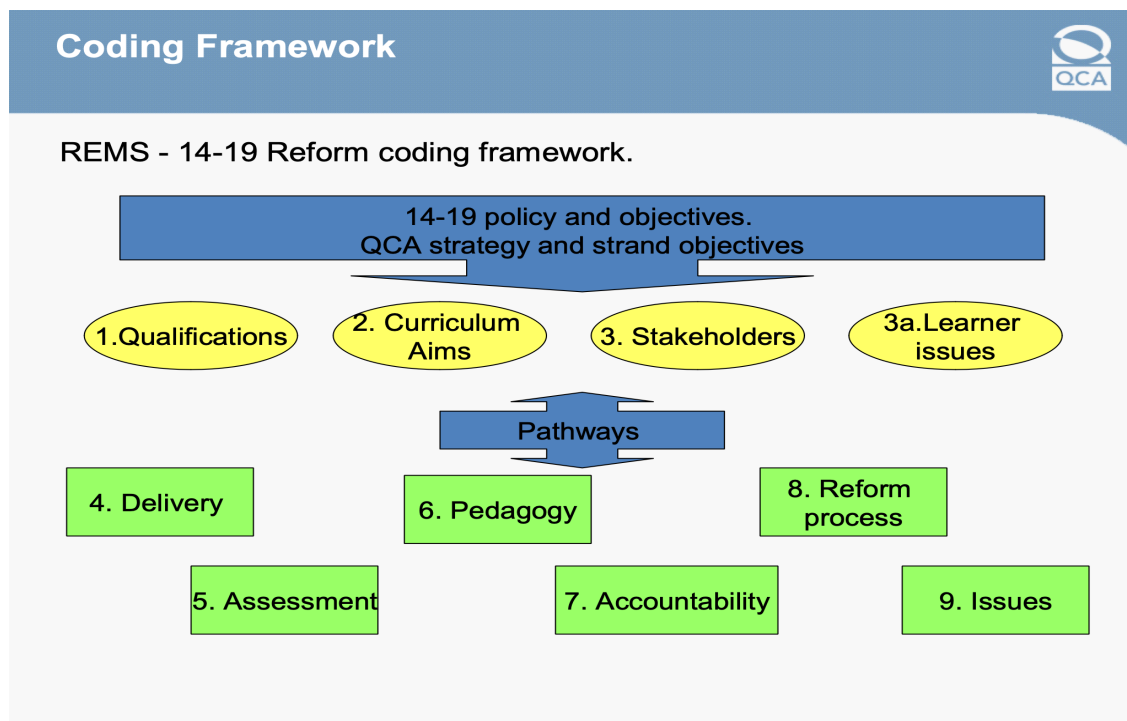 Coding Framework
QCA
REMS - 14-19 Reform coding framework.
14-19 policy and objectives.
QCA strategy and strand objectives
1.Qualifications
2. Curriculum
Aims
3. Stakeholders
3a.Learner
issues
Pathways
4. Delivery
6. Pedagogy
8. Reform
process
5. Assessment
7. Accountability
9. Issues